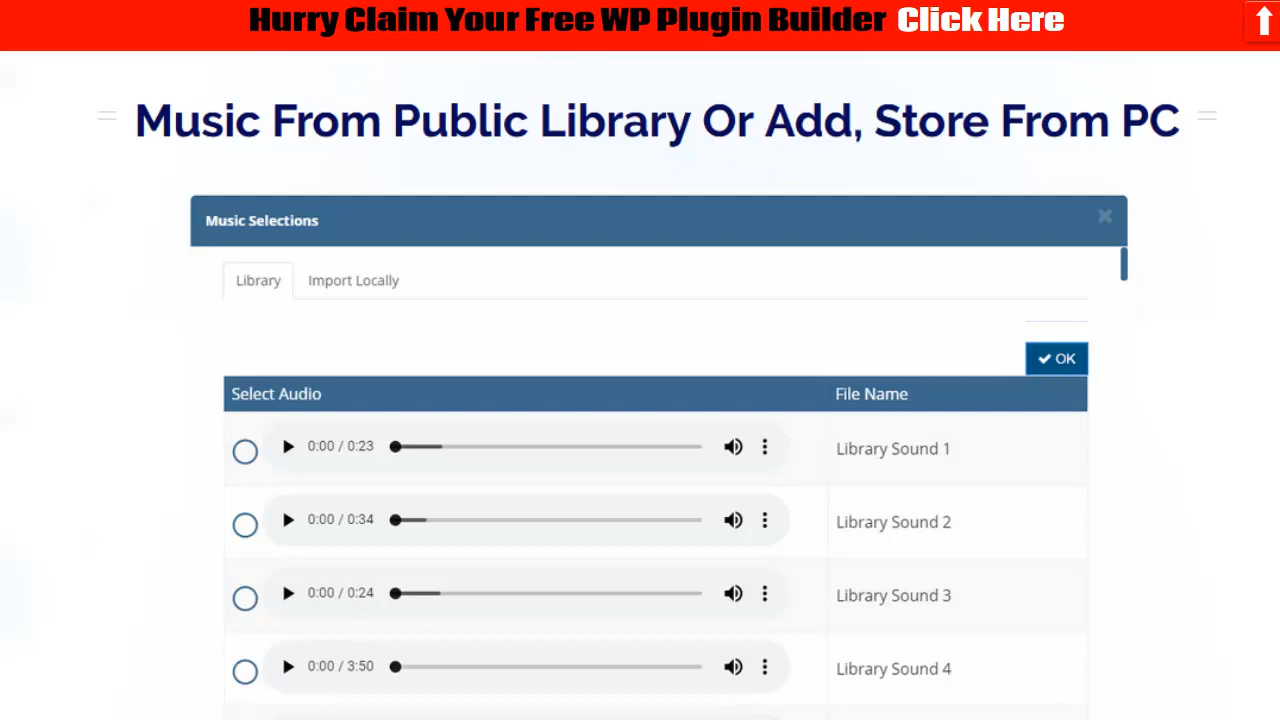 Hurry Claim Your Free WP Plugin Builder Click Here
Music From Public Library Or Add, Store From PC
Music Selections
Library Import Locally
OK
Select Audio File Name
0:00 / 0:23 Library Sound 1
0:00 / 0:34 Library Sound 2
0:00 / 0:24 Library Sound 3
0:00 / 3:50 Library Sound 4